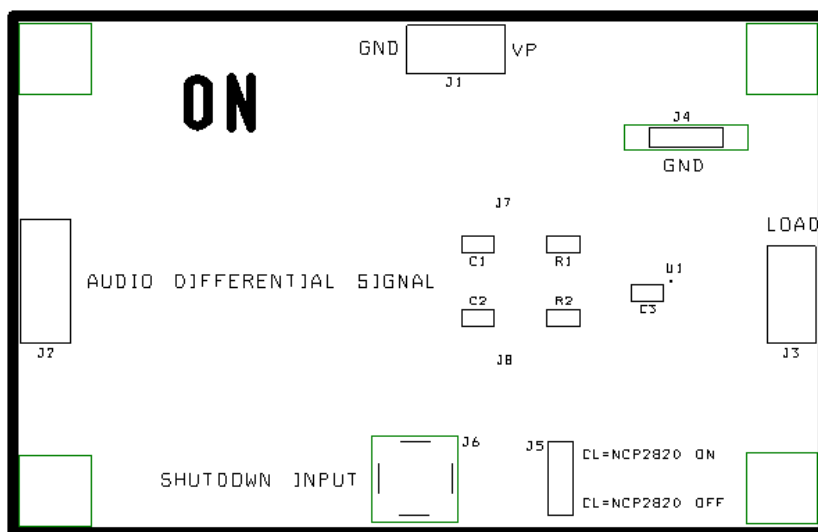 GND VP
J1
ON
J4
GND
J7
LOAD
C1 R1
U1
AUDIO DIFFERENTIAL SIGNAL
C2 R2 C3
J2 J3
J8
J6 J5
CL=NCP2820 ON
SHUTDOWN INPUT
CL=NCP2820 OFF